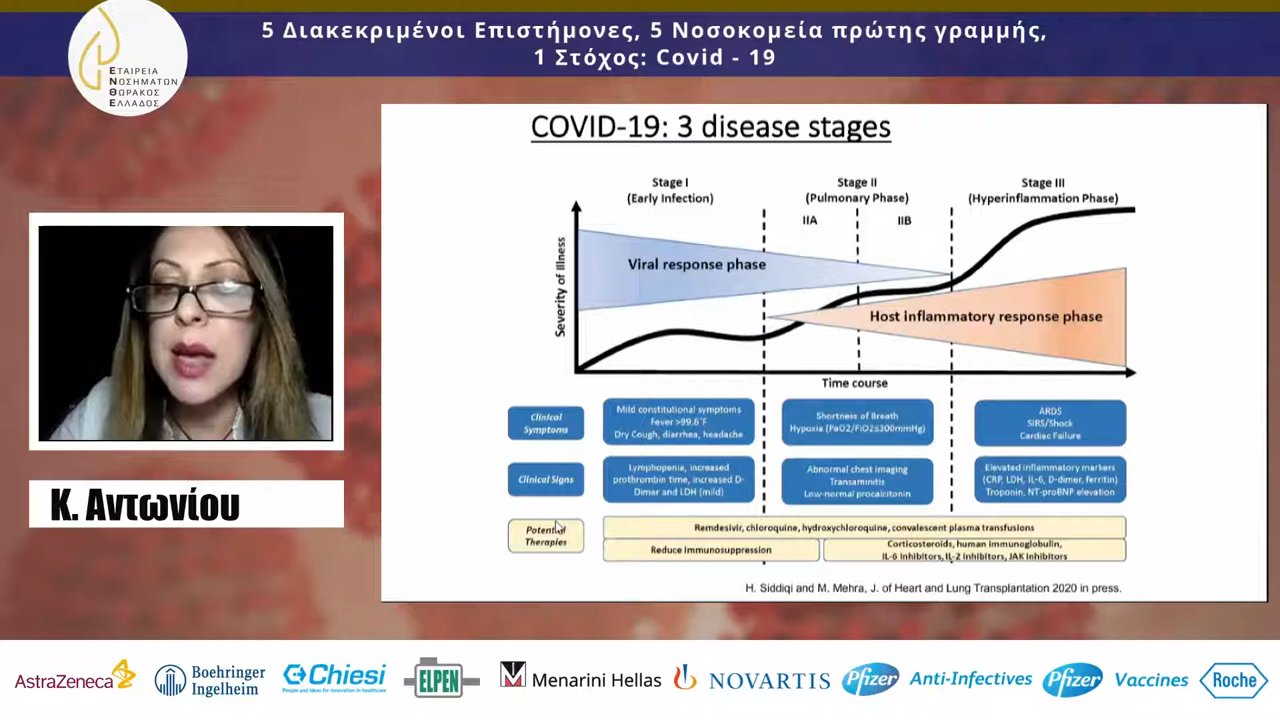 5 Διακεκριμένοι Επιστήμονες, 5 Νοσοκομεία πρώτης γραμμής,
1 Στόχος: Covid - 19
ΕΤΑΙΡΕΙΑ
ΝΟΣΗΜΑΤΩΝ
ΘΩΡΑΚΟΣ
ΕΛΛΑΔΟΣ
COVID-19: 3 disease stages
Stage I
(Early Infection)
Stage II
(Pulmonary Phase)
Stage III
(Hyperinflammation Phase)
IIA
IIB
Severity of Illness
Viral response phase
Host inflammatory response phase
Time course
Clinical
Symptoms
Mild constitutional symptoms
Fever >99.6°F
Dry Cough, diarrhea, headache
Shortness of Breath
Hypoxia (PaO2/FiO2≤300mmHg)
ARDS
SIRS/Shock
Cardiac Failure
Clinical Signs
Lymphopenia, increased
prothrombin time, increased D-
Dimer and LDH (mild)
Abnormal chest imaging
Transaminitis
Low-normal procalcitonin
Elevated inflammatory markers
(CRP, LDH, IL-6, D-dimer, ferritin)
Troponin, NT-proBNP elevation
Potential
Therapies
Remdesivir, chloroquine, hydroxychloroquine, convalescent plasma transfusions
Reduce Immunosuppression
Corticosteroids, human immunoglobulin,
IL-6 inhibitors, IL-2 inhibitors, JAK inhibitors
H. Siddiqi and M. Mehra, J. of Heart and Lung Transplantation 2020 in press.
Κ. Αντωνίου
AstraZeneca
Boehringer
Ingelheim
Chiesi
People and ideas for innovation in healthcare
ELPEN
Menarini Hellas
NOVARTIS
Pfizer
Anti-Infectives
Pfizer
Vaccines
Roche